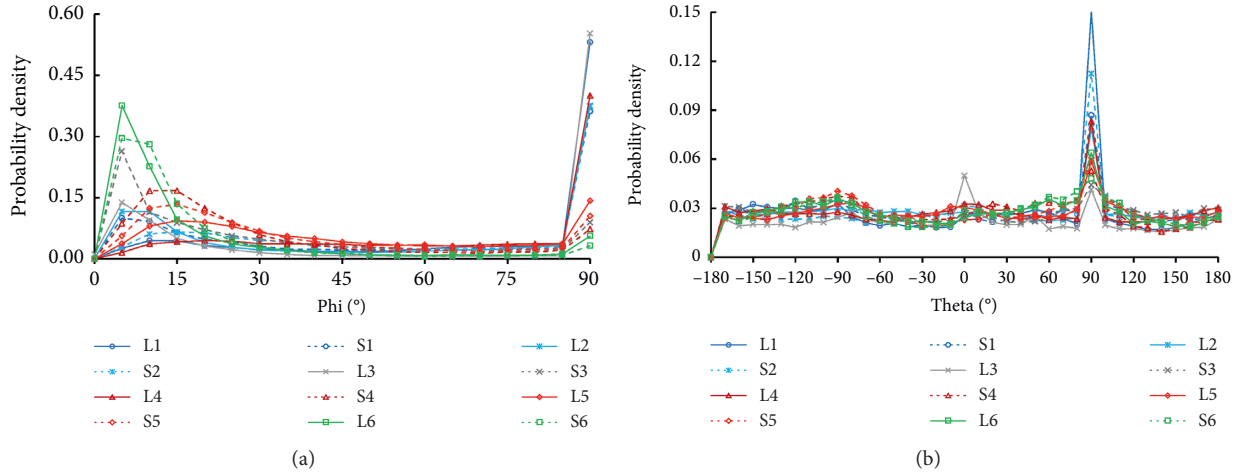 0.60
0.45
0.30
0.15
0.00
Probability density
0 15 30 45 60 75 90
Phi (°)
L1 S1 L2
S2 L3 S3
L4 S4 L5
S5 L6 S6
(a)
0.15
0.12
0.09
0.06
0.03
0
Probability density
–180 –150 –120 –90 –60 –30 0 30 60 90 120 150 180
Theta (°)
L1 S1 L2
S2 L3 S3
L4 S4 L5
S5 L6 S6
(b)